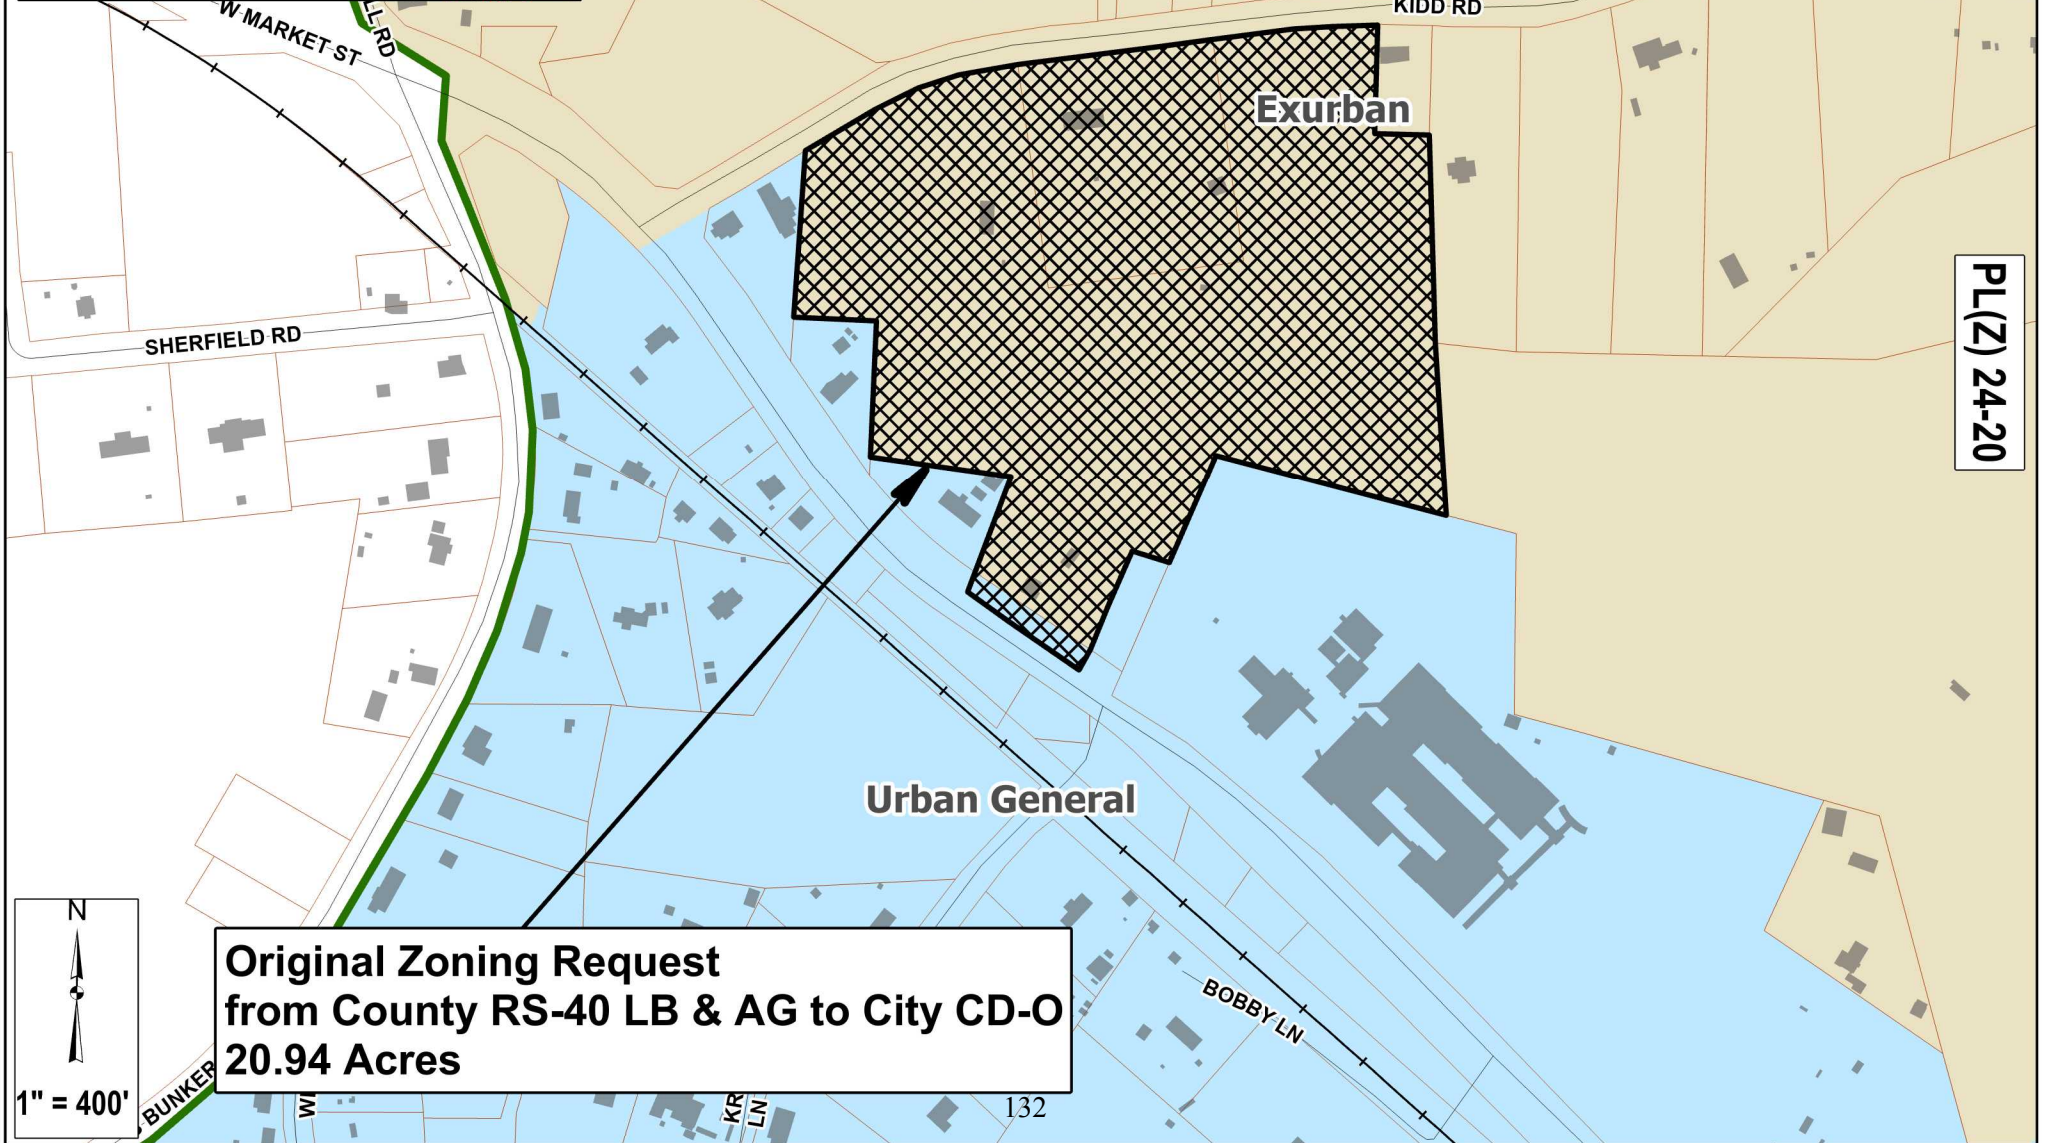 KIDD RD
W MARKET ST
LL RD
Exurban
PL(Z) 24-20
SHERFIELD RD
Urban General
N
1" = 400'
Original Zoning Request
from County RS-40 LB & AG to City CD-O
20.94 Acres
BOBBY LN
BUNKER
KR
LN
132